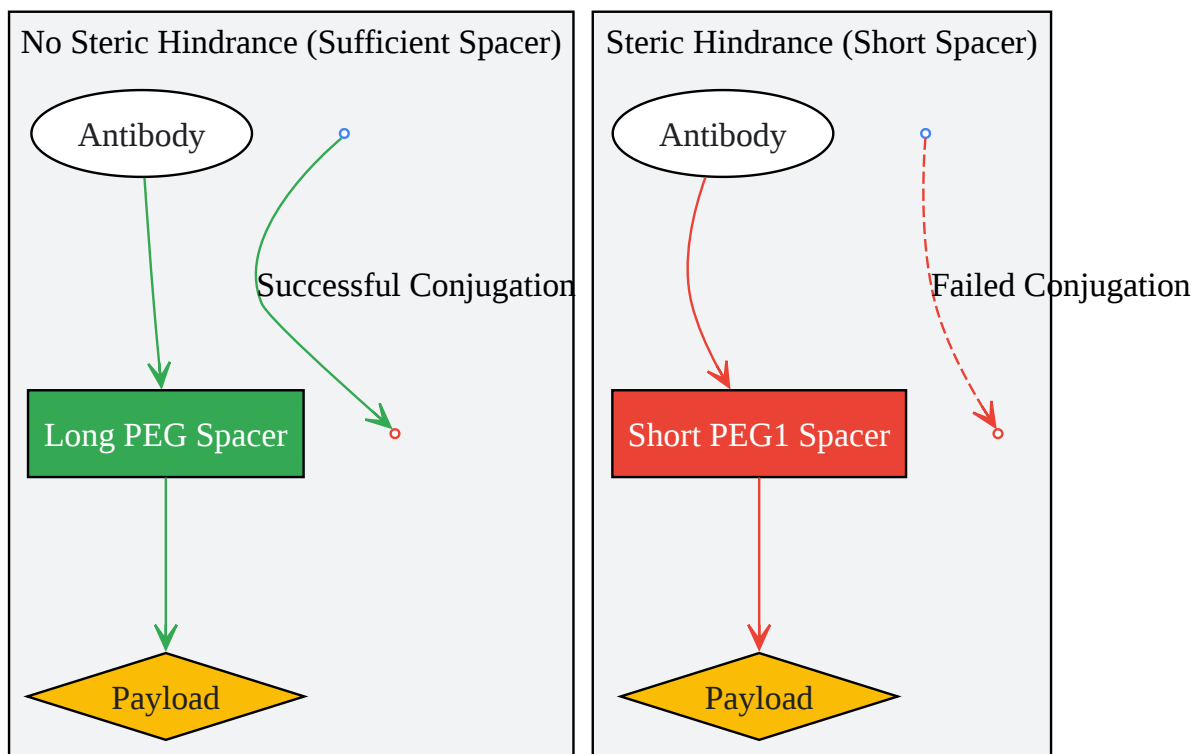 No Steric Hindrance (Sufficient Spacer)
Antibody
Successful Conjugation
Long PEG Spacer
Payload
Steric Hindrance (Short Spacer)
Antibody
Failed Conjugation
Short PEG1 Spacer
Payload